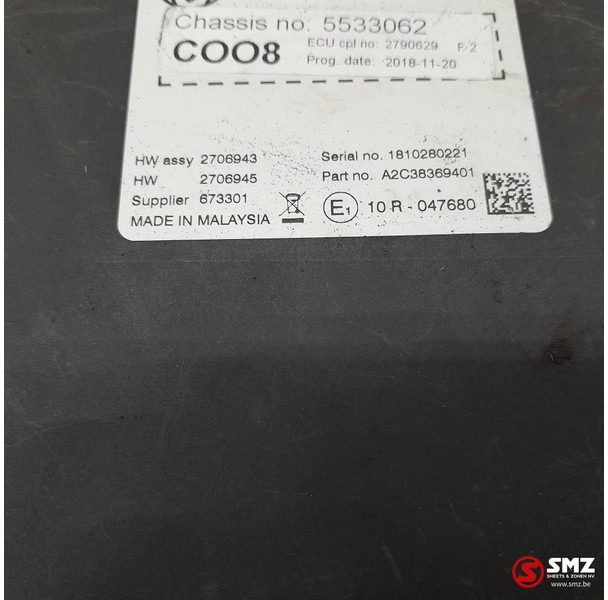 Chassis no: 5533062
COO8
ECU cpl no: 2790629 F/2
Prog. date: 2018-11-20
HW assy 2706943
HW 2706945
Supplier 673301
MADE IN MALAYSIA
Serial no. 1810280221
Part no. A2C38369401
E1 10 R - 047680
SMZ
SMEETS & ZONEN NV
www.smz.be